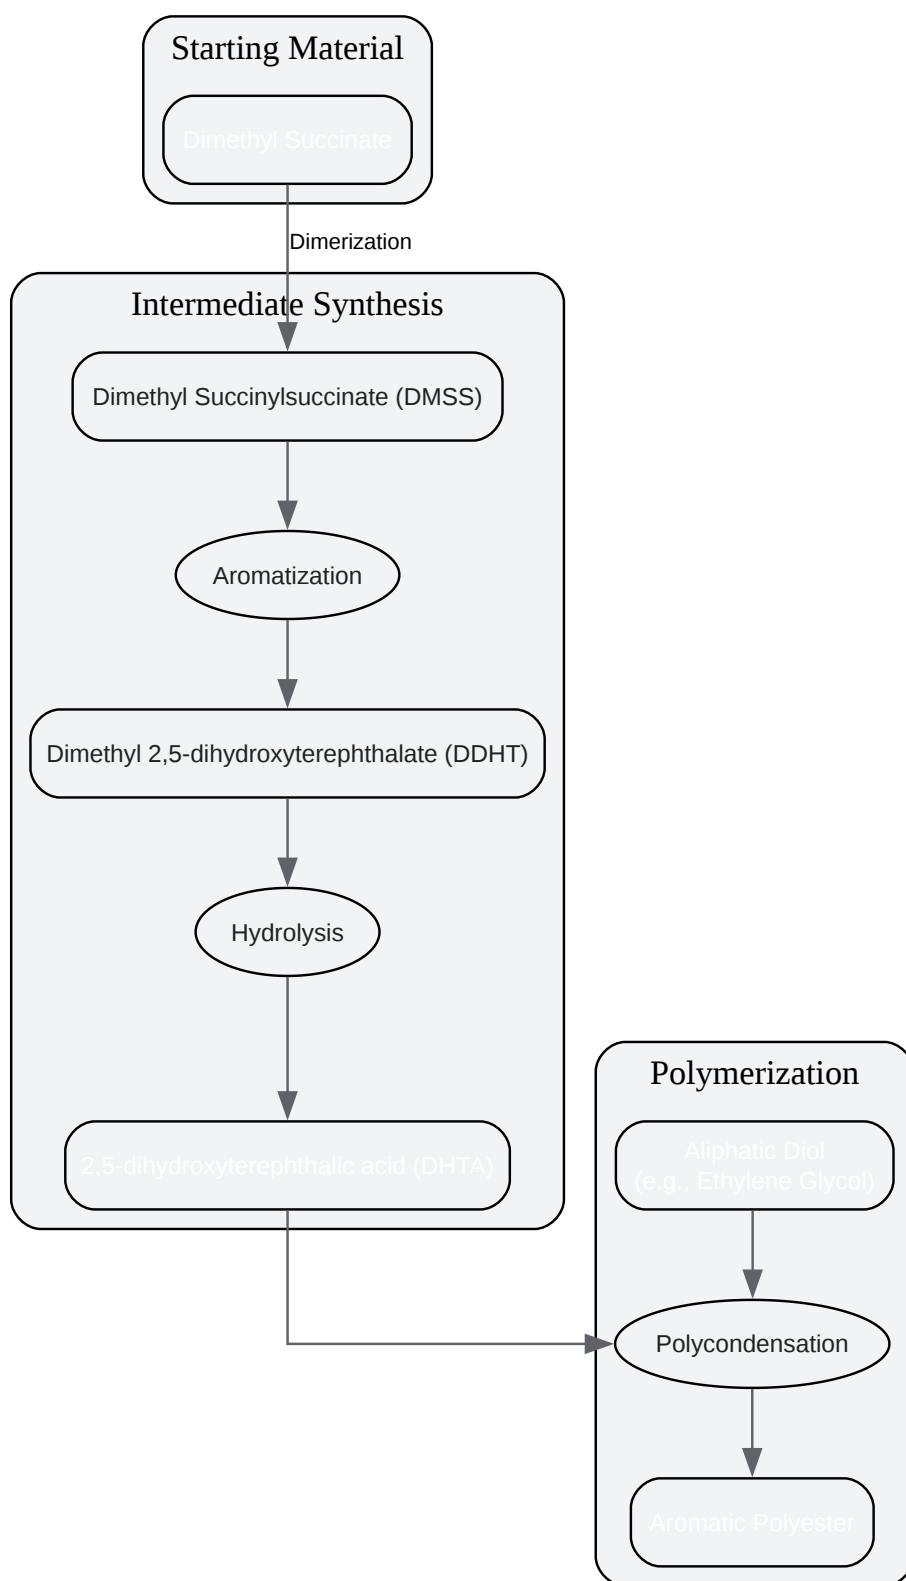 Starting Material
Dimethyl Succinate
Dimerization
Intermediate Synthesis
Dimethyl Succinylsuccinate (DMSS)
Aromatization
Dimethyl 2,5-dihydroxyterephthalate (DDHT)
Hydrolysis
2,5-dihydroxyterephthalic acid (DHTA)
Polymerization
Aliphatic Diol
(e.g., Ethylene Glycol)
Polycondensation
Aromatic Polyester